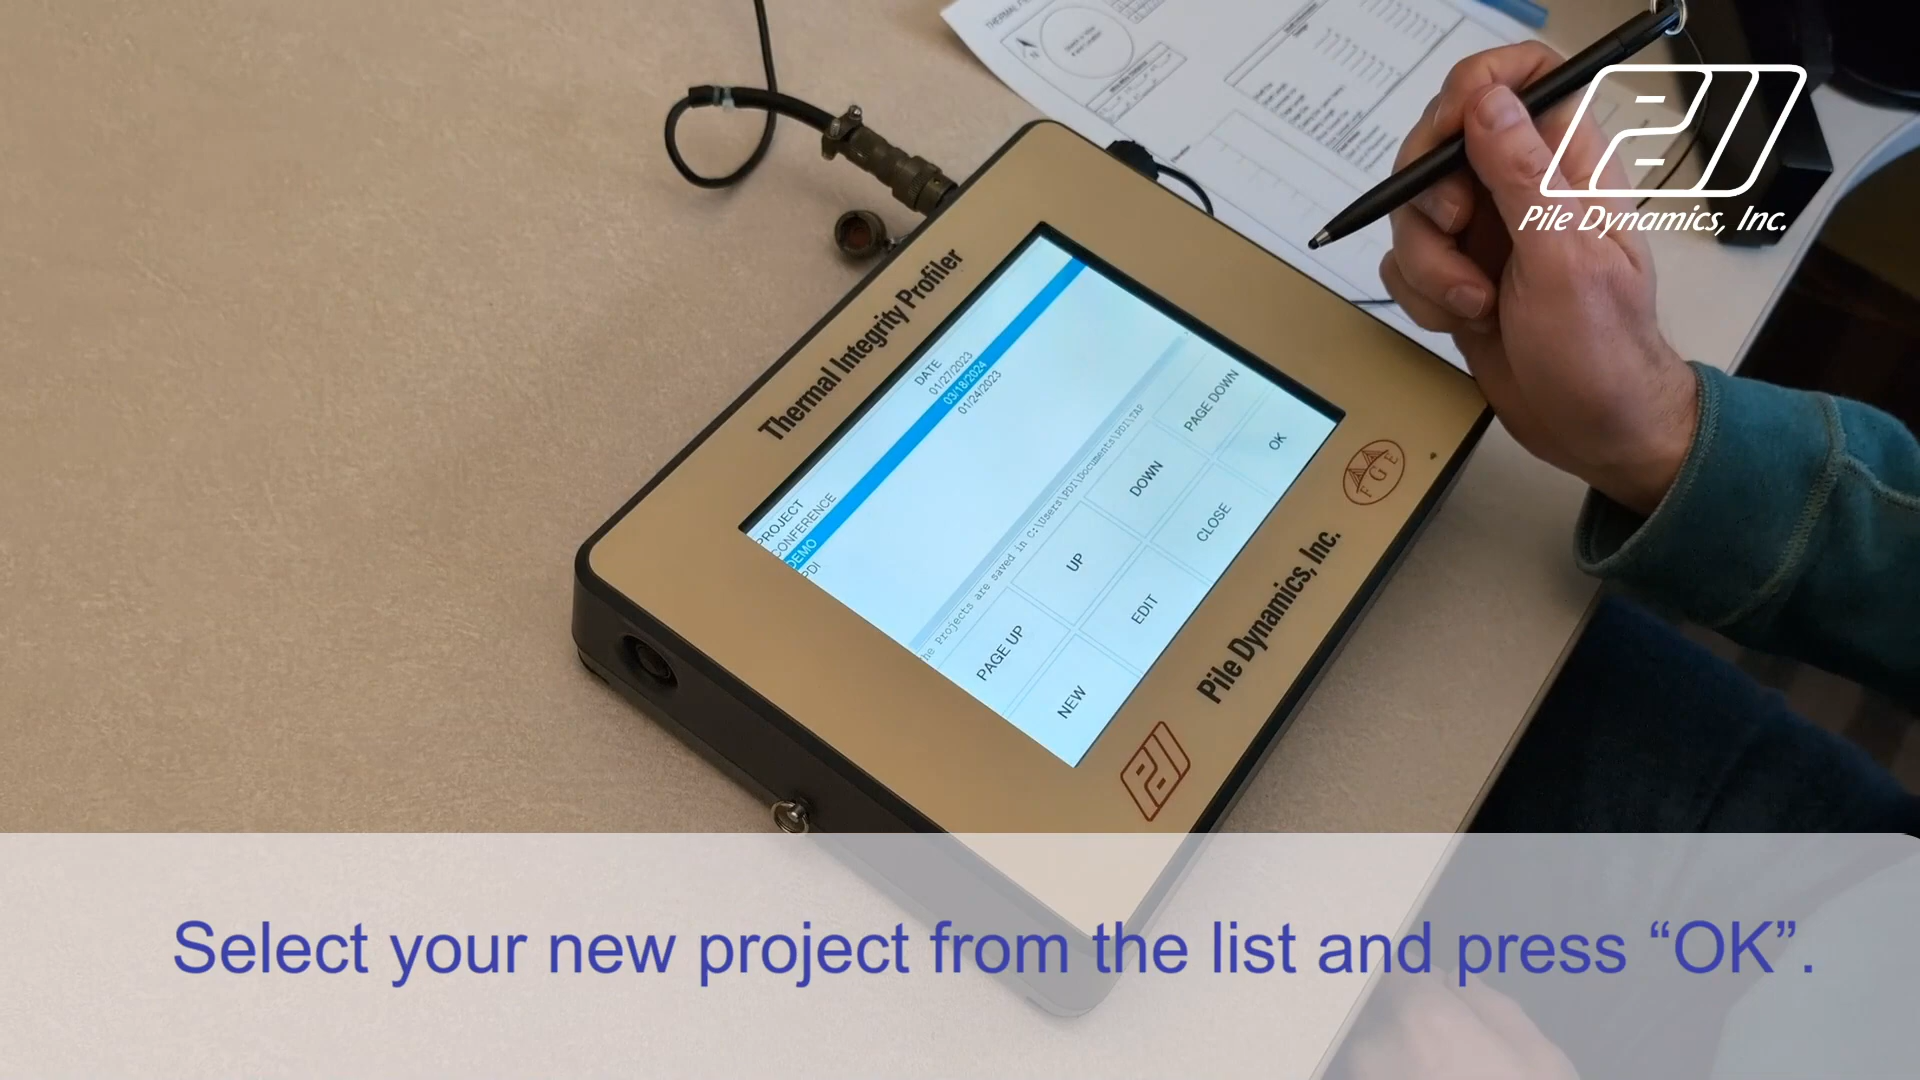 Pile Dynamics, Inc.
Thermal Integrity Profiler
PROJECT DATE
CONFERENCE 01/27/2023
DEMO 03/18/2024
PDI 01/24/2023
Projects are saved in C:\Users\PDI\Documents\PDI\TAP
PAGE UP UP DOWN PAGE DOWN
NEW EDIT CLOSE OK
PDI Pile Dynamics, Inc. FGE
Select your new project from the list and press “OK”.